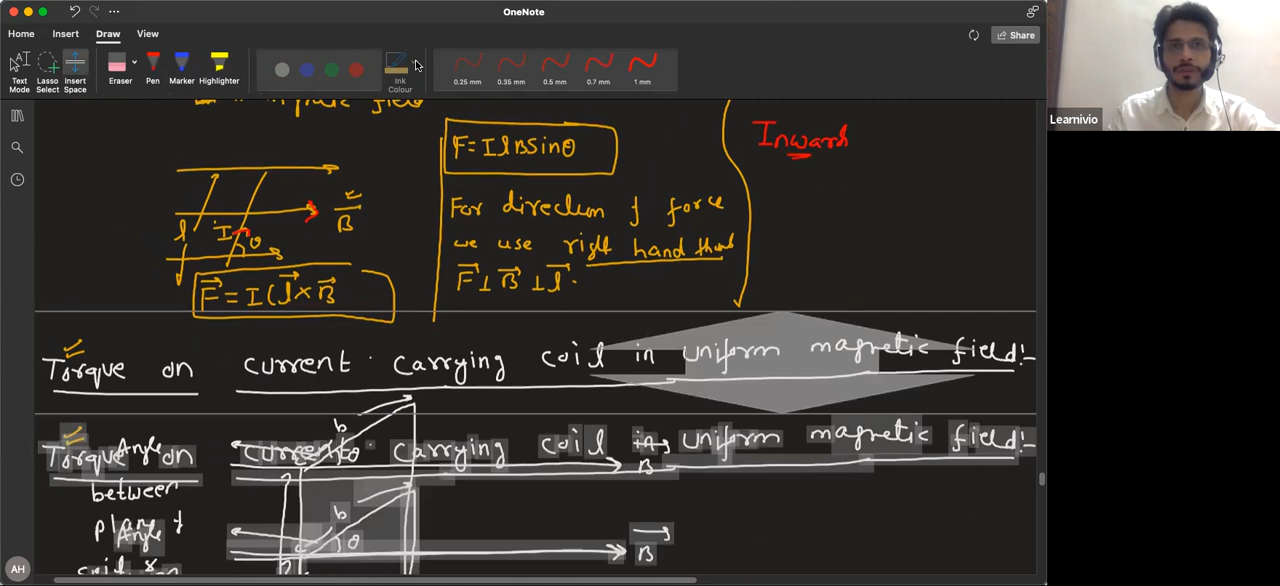 OneNote
Home Insert Draw View
Share
Text Mode
Lasso Select
Insert Space
Eraser
Pen
Marker
Highlighter
Ink Colour
0.25 mm 0.35 mm 0.5 mm 0.7 mm 1 mm
Learnivio
field
F = IlBSinθ
Inward
l I θ B
For direction of force
we use right hand thumb
F ⊥ B ⊥ l.
F = I(l × B
Torque on current carrying coil in uniform magnetic field!-
b
Torque on current carrying coil in uniform magnetic field!-
Angle
θ
B
between
plane of
b
Angle
θ
B
coil &
AH